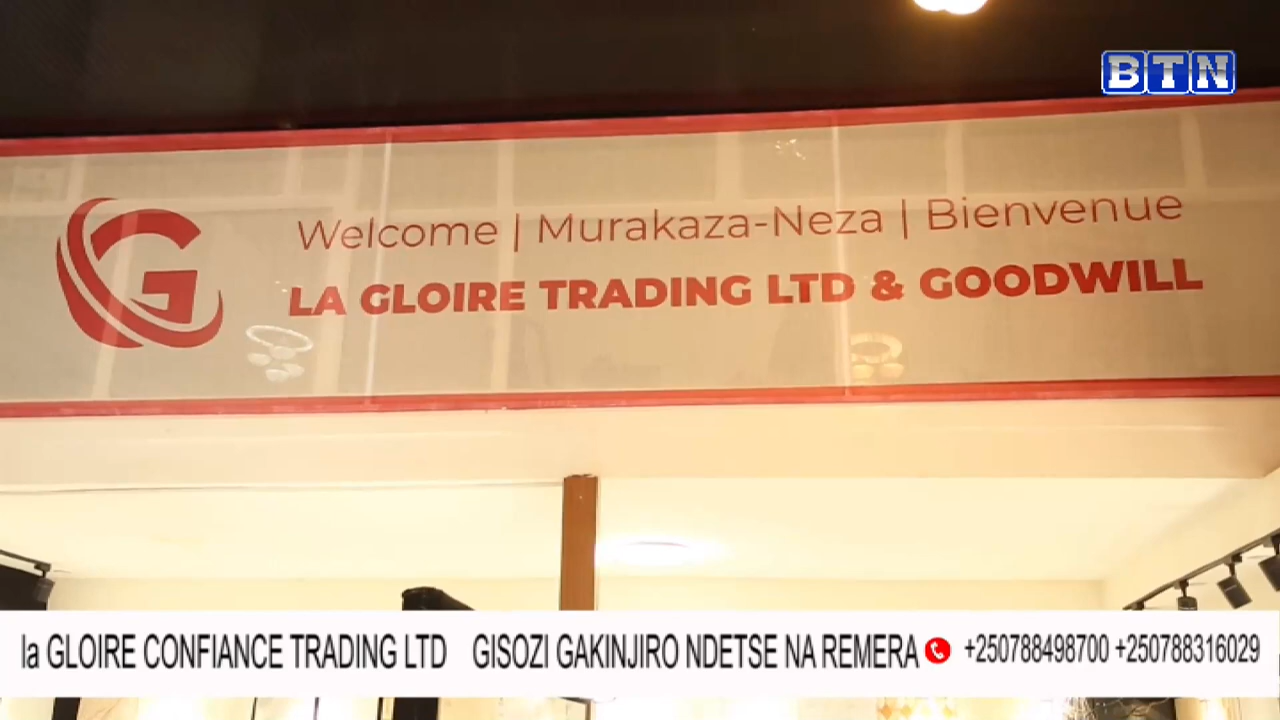 BTN
G
Welcome | Murakaza-Neza | Bienvenue
LA GLOIRE TRADING LTD & GOODWILL
la GLOIRE CONFIANCE TRADING LTD GISOZI GAKINJIRO NDETSE NA REMERA +250788498700 +250788316029